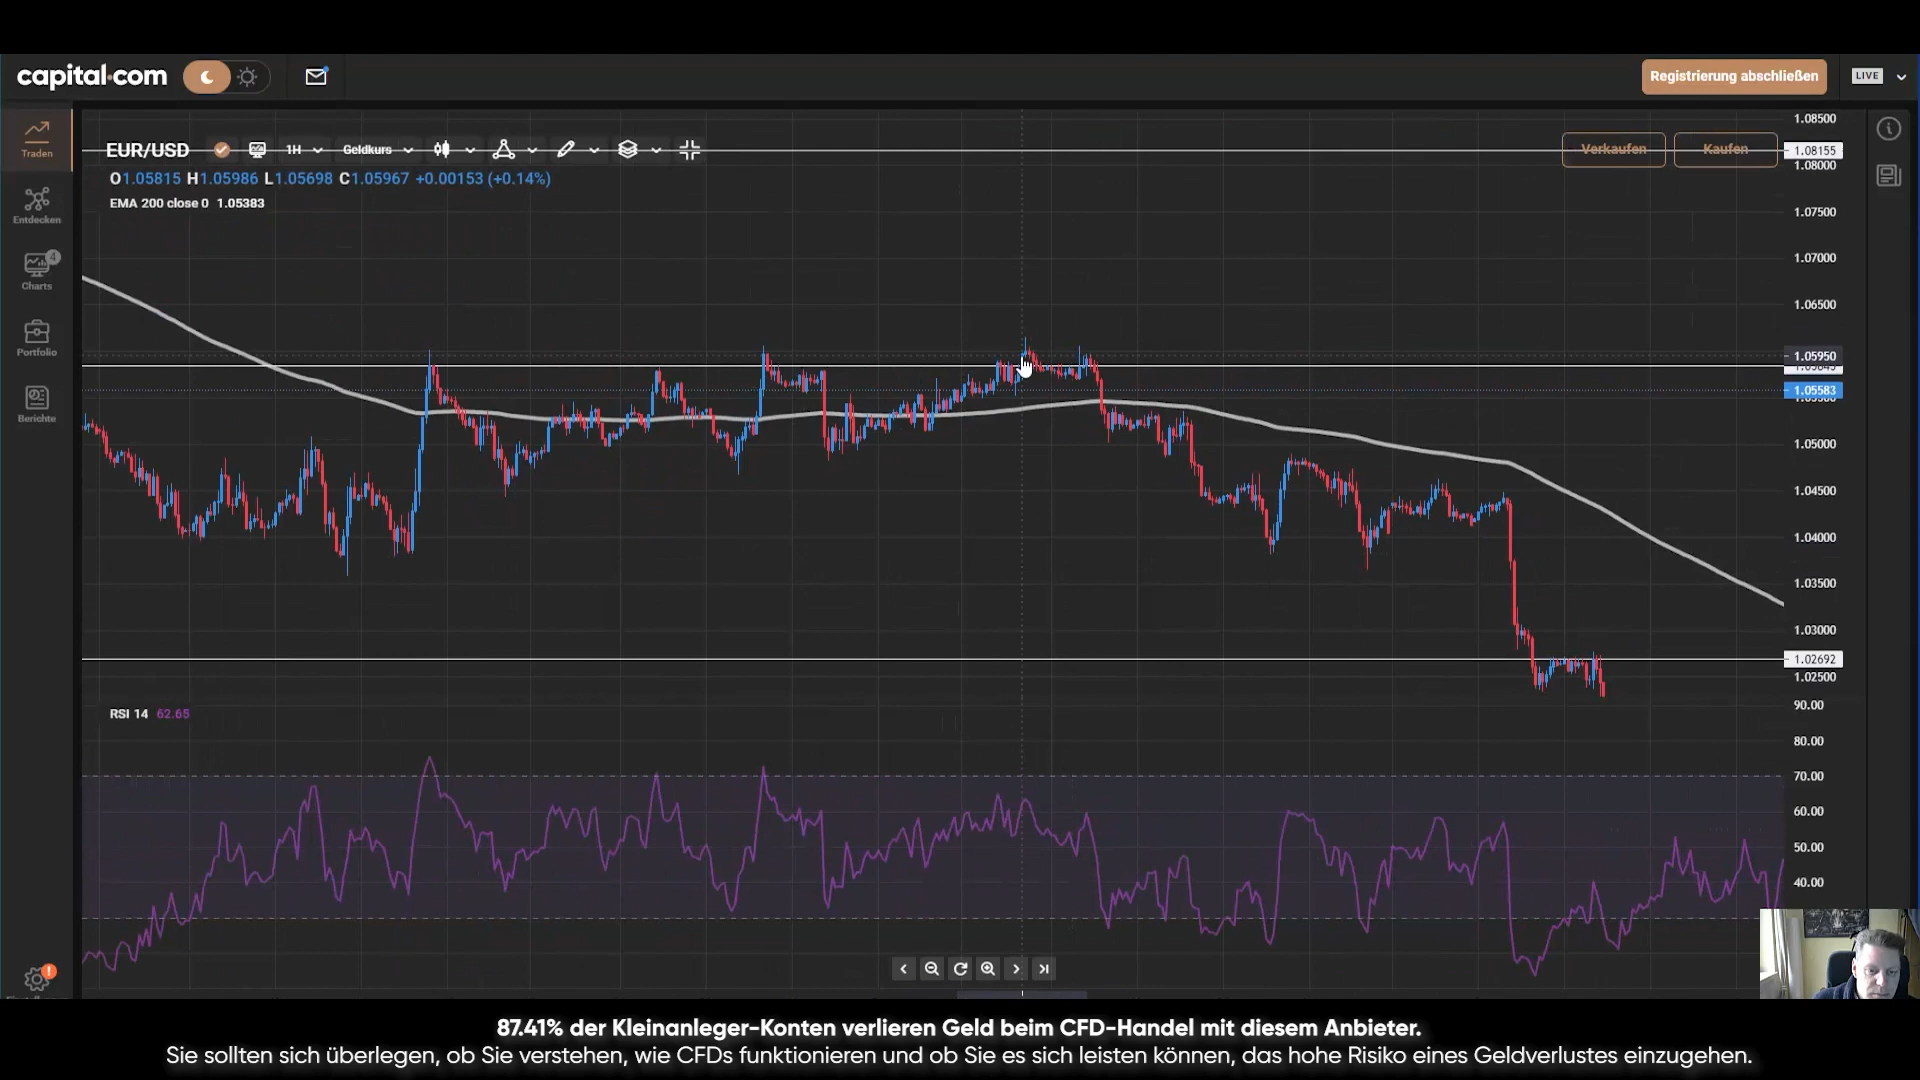 capital.com
Registrierung abschließen
LIVE
Traden
EUR/USD
1H
Geldkurs
Verkaufen
Kaufen
O1.05815 H1.05986 L1.05698 C1.05967 +0.00153 (+0.14%)
EMA 200 close 0 1.05383
Entdecken
4
Charts
Portfolio
Berichte
!
1.08500
1.08155
1.08000
1.07500
1.07000
1.06500
1.05950
1.05583
1.05000
1.04500
1.04000
1.03500
1.03000
1.02692
1.02500
RSI 14 62.65
90.00
80.00
70.00
60.00
50.00
40.00
87.41% der Kleinanleger-Konten verlieren Geld beim CFD-Handel mit diesem Anbieter.
Sie sollten sich überlegen, ob Sie verstehen, wie CFDs funktionieren und ob Sie es sich leisten können, das hohe Risiko eines Geldverlustes einzugehen.